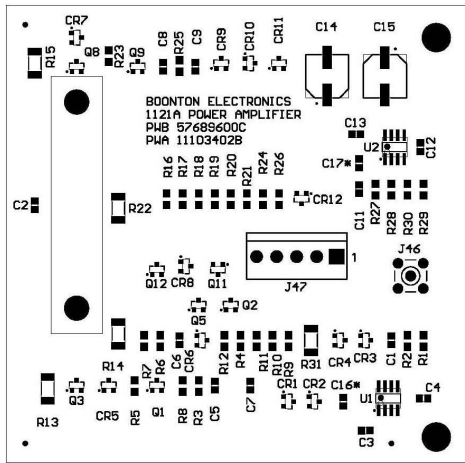 CR7
R15
Q8
R23
Q9
C8
R25
C9
CR9
CR10
CR11
C14
C15
BOONTON ELECTRONICS
1121A POWER AMPLIFIER
PWB 57689600C
PWA 11103402B
C13
U2
C12
C17*
R16
R17
R18
R19
R20
R21
R24
R26
CR12
C11
R27
R28
R30
R29
C2
R22
J46
1
J47
Q12
CR8
Q11
Q5
Q2
R14
R7
R6
C6
CR6
R12
R4
R11
R10
R9
R31
CR4
CR3
C1
R2
R1
R13
Q3
CR5
R5
Q1
R8
R3
C5
C7
CR1
CR2
C16*
U1
C4
C3